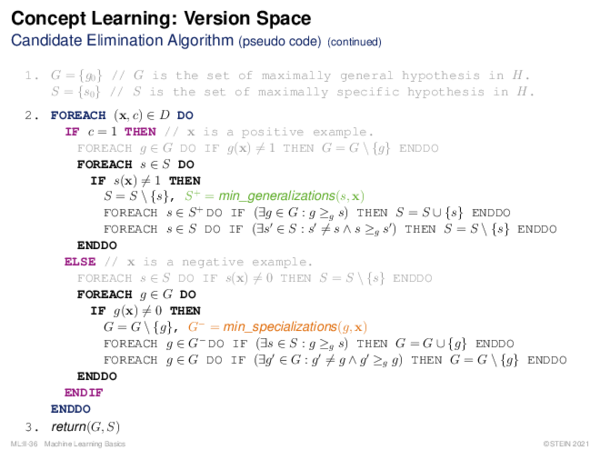 Concept Learning: Version Space
Candidate Elimination Algorithm (pseudo code) (continued)
1. G = {g₀} // G is the set of maximally general hypothesis in H.
S = {s₀} // S is the set of maximally specific hypothesis in H.
2. FOREACH (x, c) ∈ D DO
IF c = 1 THEN // x is a positive example.
FOREACH g ∈ G DO IF g(x) ≠ 1 THEN G = G \ {g} ENDDO
FOREACH s ∈ S DO
IF s(x) ≠ 1 THEN
S = S \ {s}, S⁺ = min_generalizations(s, x)
FOREACH s ∈ S⁺ DO IF (∃g ∈ G : g ≥g s) THEN S = S ∪ {s} ENDDO
FOREACH s ∈ S DO IF (∃s′ ∈ S : s′ ≠ s ∧ s ≥g s′) THEN S = S \ {s} ENDDO
ENDDO
ELSE // x is a negative example.
FOREACH s ∈ S DO IF s(x) ≠ 0 THEN S = S \ {s} ENDDO
FOREACH g ∈ G DO
IF g(x) ≠ 0 THEN
G = G \ {g}, G⁻ = min_specializations(g, x)
FOREACH g ∈ G⁻ DO IF (∃s ∈ S : g ≥g s) THEN G = G ∪ {g} ENDDO
FOREACH g ∈ G DO IF (∃g′ ∈ G : g′ ≠ g ∧ g′ ≥g g) THEN G = G \ {g} ENDDO
ENDDO
ENDIF
ENDDO
3. return(G, S)
ML:II-36 Machine Learning Basics ©STEIN 2021